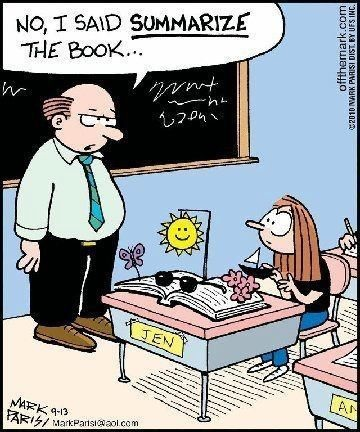 NO, I SAID SUMMARIZE
THE BOOK...
offthemark.com
©2010 MARK PARISI DIST. BY UFS, INC.
JEN
MARK
PARISI
9-13
MarkParisi@aol.com